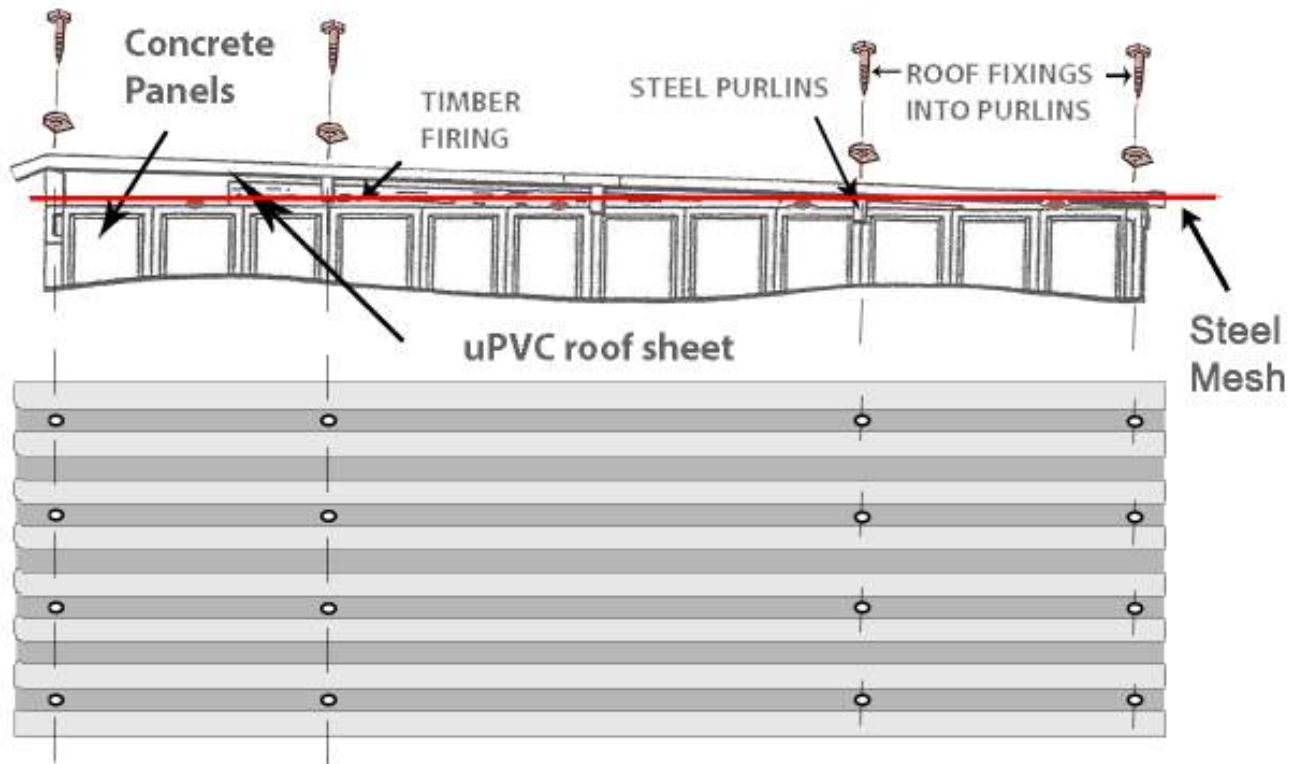 Concrete
Panels
TIMBER
FIRING
STEEL PURLINS
ROOF FIXINGS
INTO PURLINS
uPVC roof sheet
Steel
Mesh